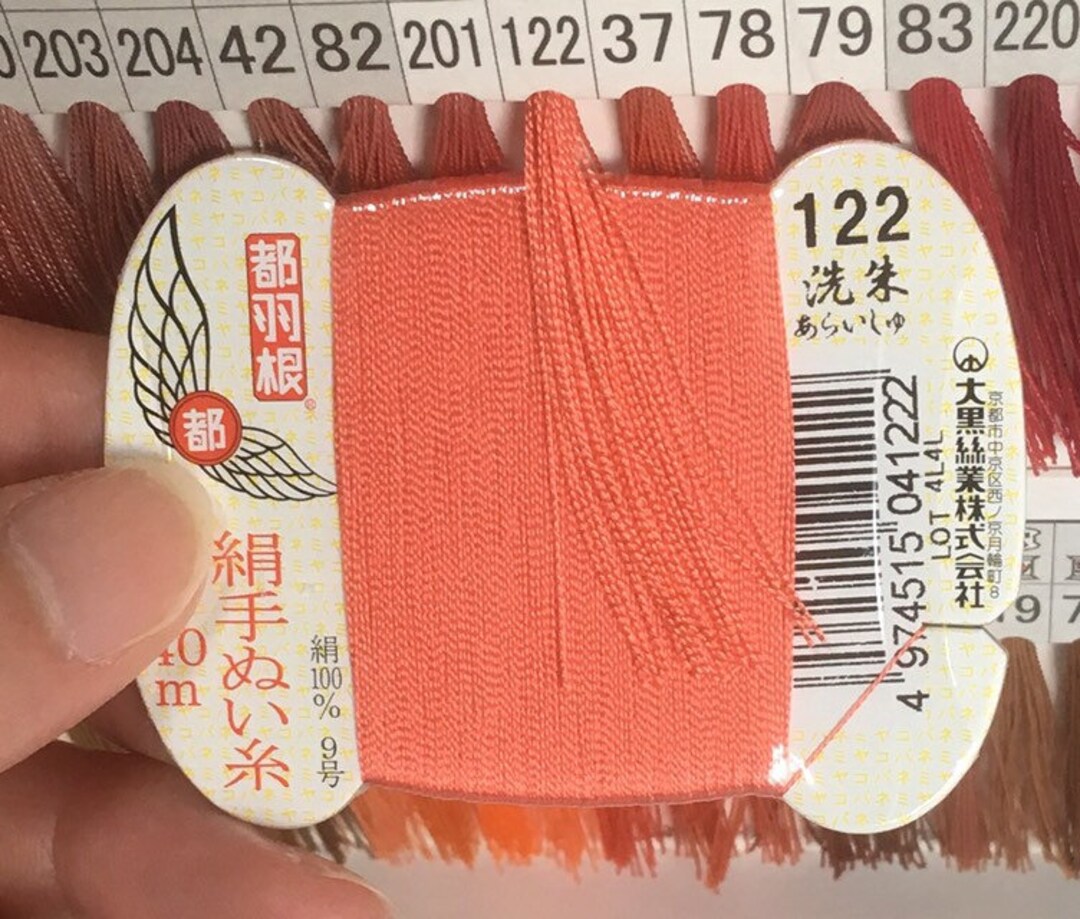 203 204 42 82 201 122 37 78 79 83 220
都羽根
®
都
絹手ぬい糸
40m
絹100% 9号
122
洗朱
あらいしゅ
4 974515 041222
LOT 4L4L
大黒絲業株式会社
京都市中京区西ノ京月輪町8